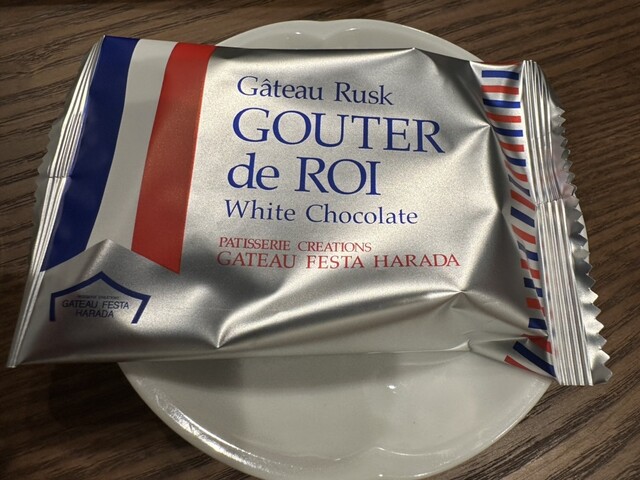 Gâteau Rusk
GOUTER
de ROI
White Chocolate
PATISSERIE CREATIONS
GATEAU FESTA HARADA
GATEAU FESTA
HARADA